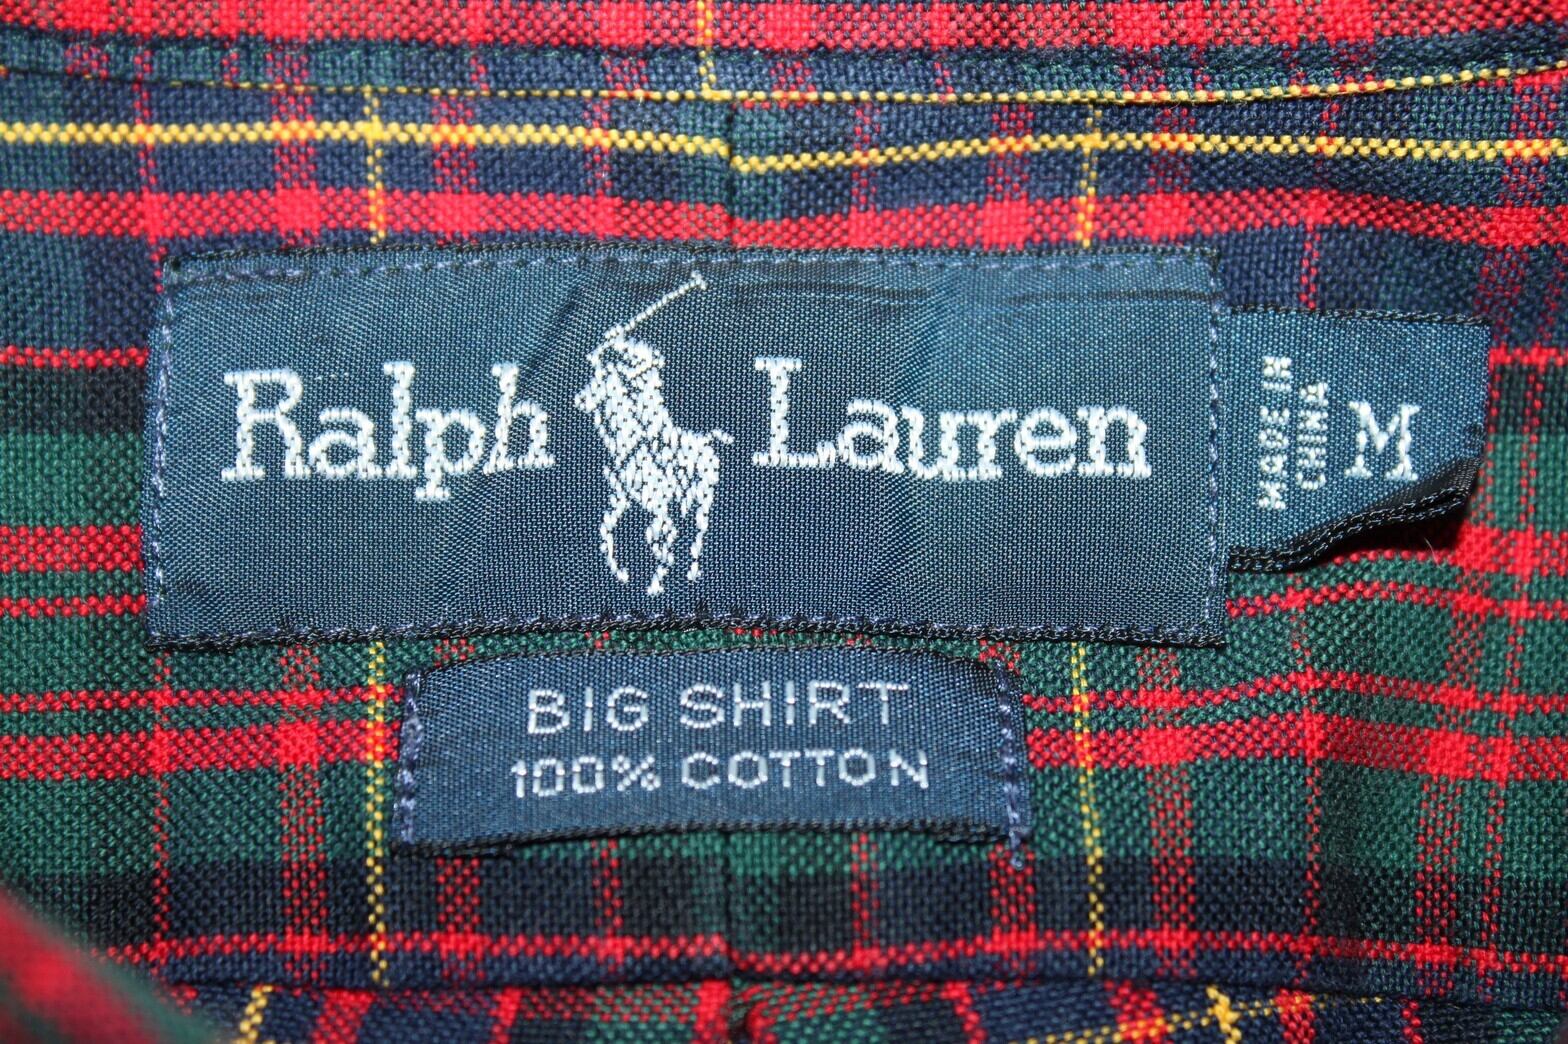 Ralph Lauren
MADE IN
CHINA
M
BIG SHIRT
100% COTTON